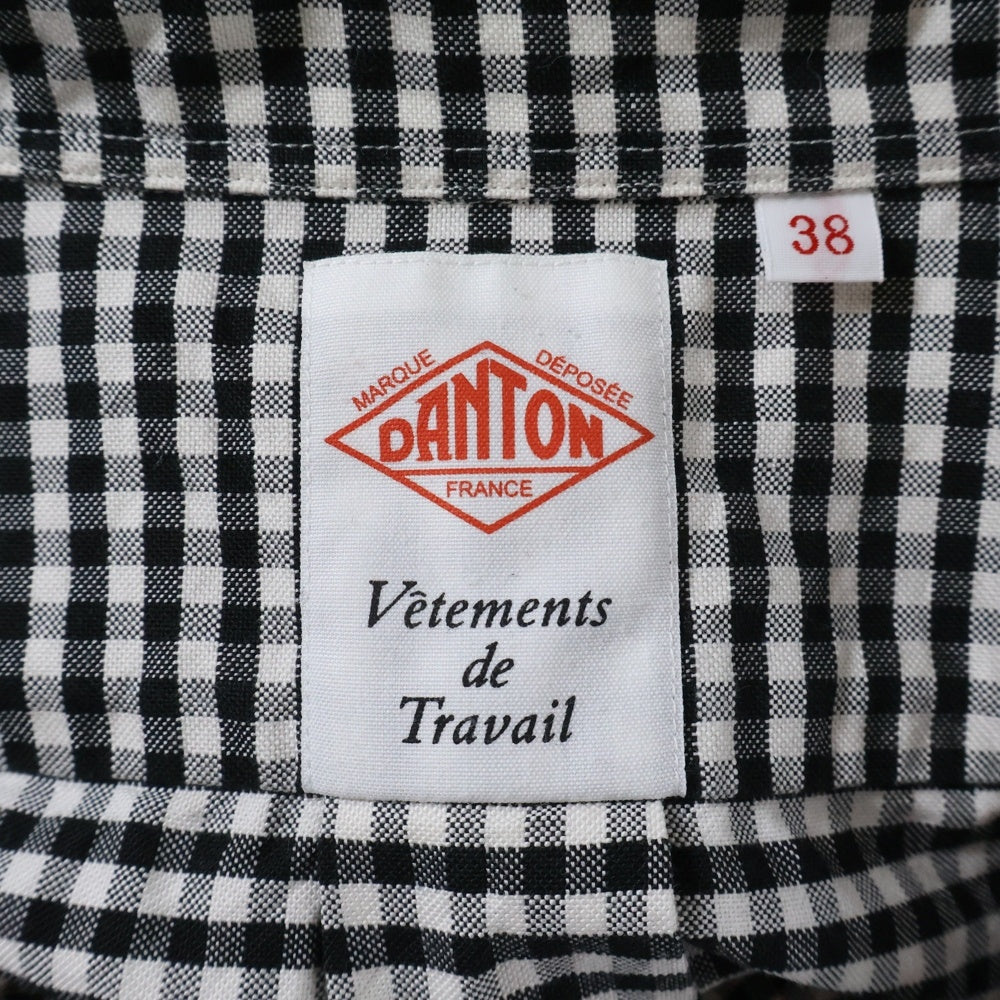 38
MARQUE DÉPOSÉE
DANTON
FRANCE
Vêtements
de
Travail